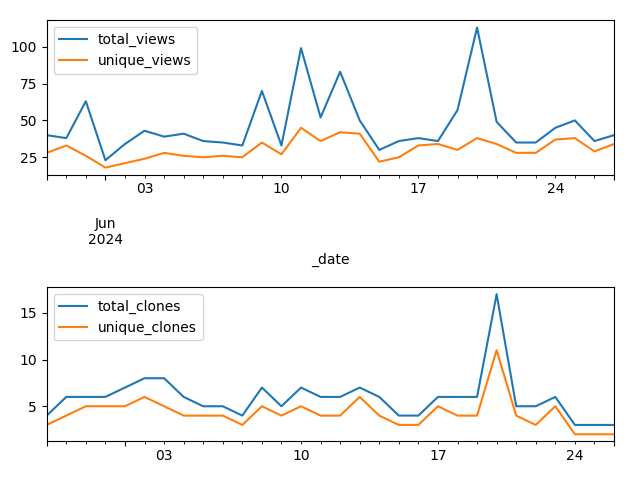 total_views
unique_views
100
75
50
25
03 10 17 24
Jun
2024
_date
total_clones
unique_clones
15
10
5
03 10 17 24